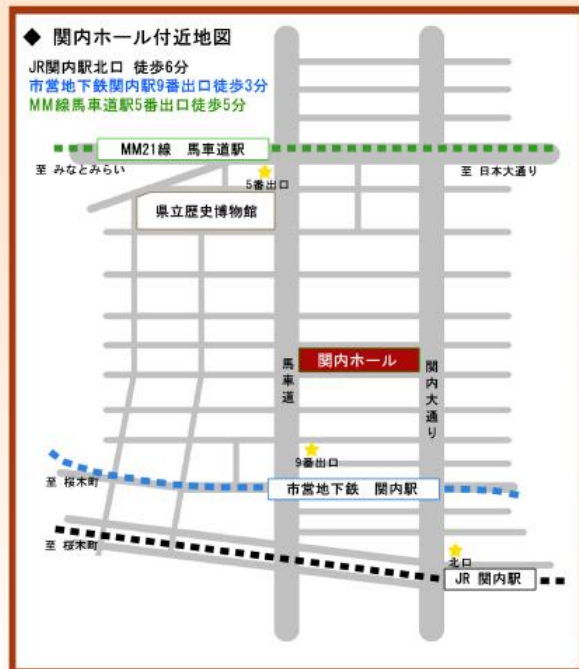 ◆ 関内ホール付近地図
JR関内駅北口 徒歩6分
市営地下鉄関内駅9番出口徒歩3分
MM線馬車道駅5番出口徒歩5分
MM21線 馬車道駅
至 みなとみらい
至 日本大通り
5番出口
県立歴史博物館
関内ホール
馬車道
関内大通り
9番出口
至 桜木町
市営地下鉄 関内駅
至 桜木町
北口
JR 関内駅